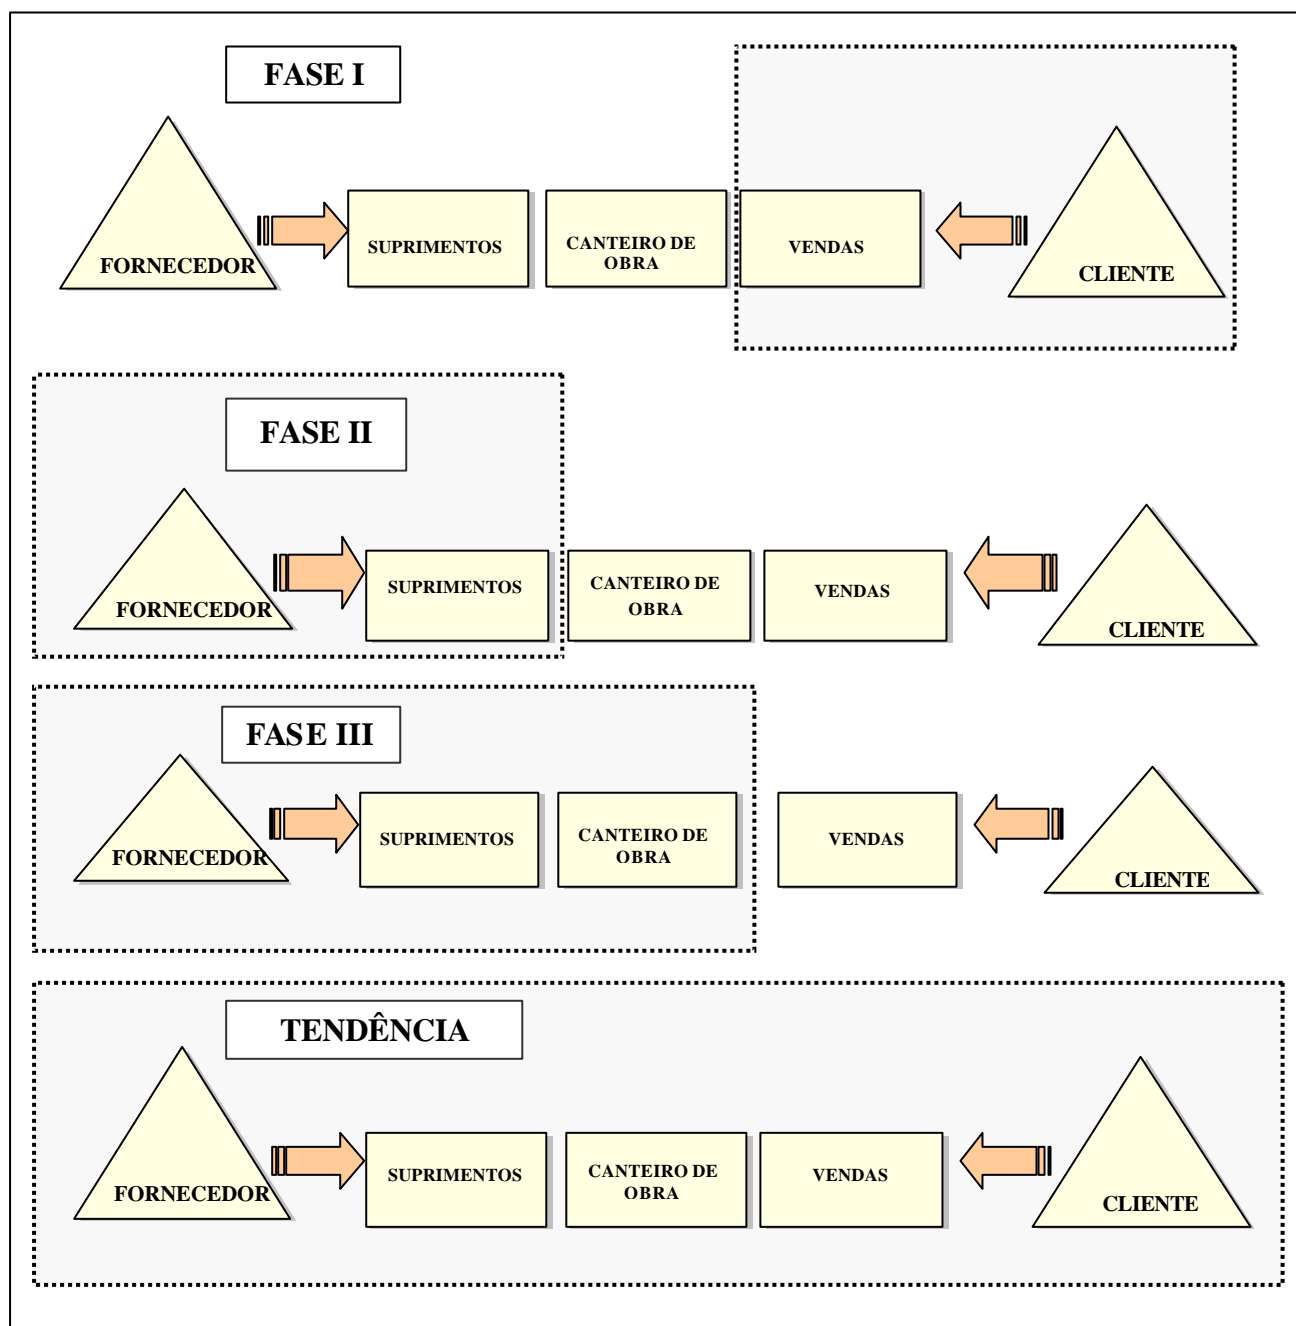 FASE I
FORNECEDOR
SUPRIMENTOS
CANTEIRO DE
OBRA
VENDAS
CLIENTE
FASE II
FORNECEDOR
SUPRIMENTOS
CANTEIRO DE
OBRA
VENDAS
CLIENTE
FASE III
FORNECEDOR
SUPRIMENTOS
CANTEIRO DE
OBRA
VENDAS
CLIENTE
TENDÊNCIA
FORNECEDOR
SUPRIMENTOS
CANTEIRO DE
OBRA
VENDAS
CLIENTE